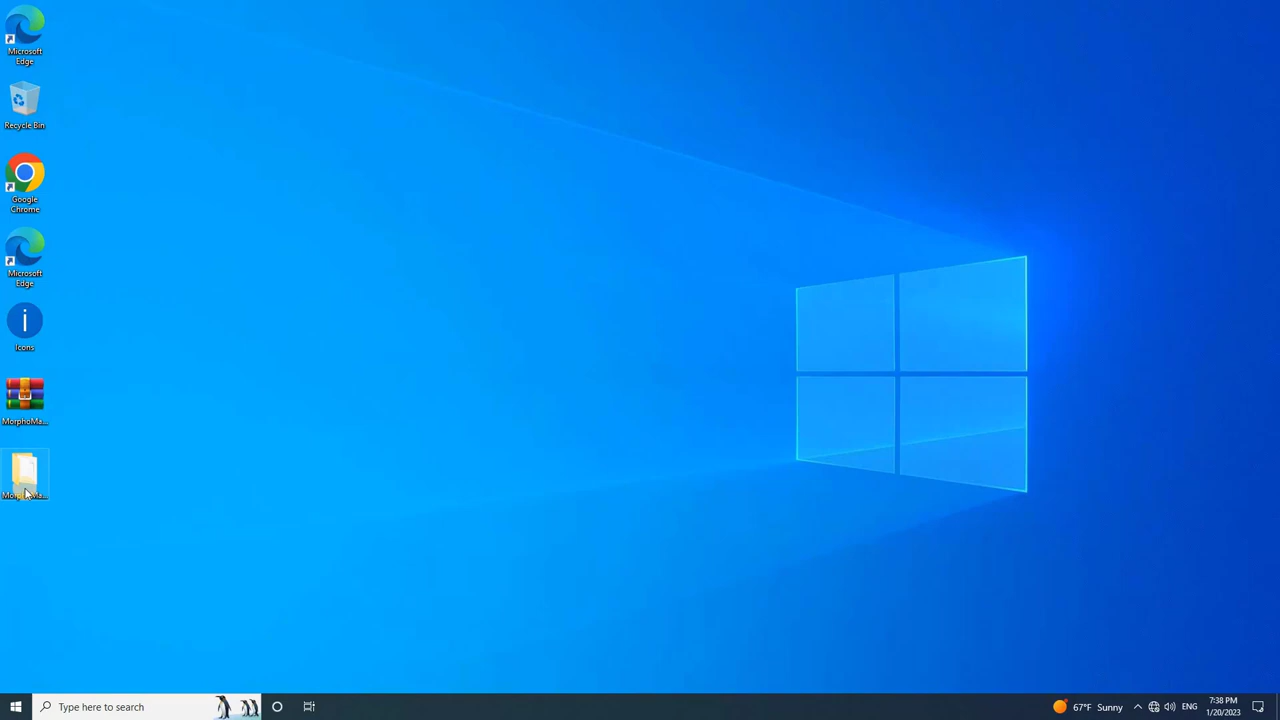 Microsoft
Edge
Recycle Bin
Google
Chrome
Microsoft
Edge
Icons
MorphoMa...
MorphoMa...
Type here to search
67°F Sunny
ENG
7:38 PM
1/20/2023